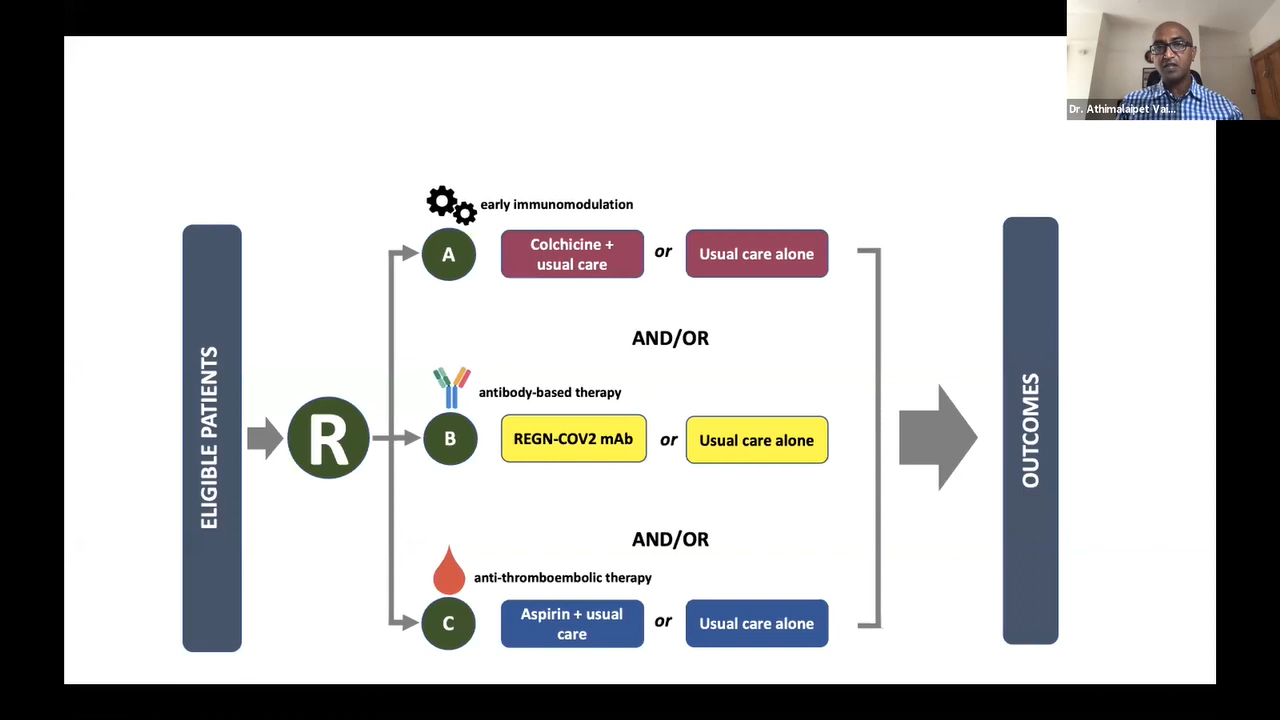 Dr. Athimalaipet Vai...
early immunomodulation
A
Colchicine +
usual care
or
Usual care alone
AND/OR
ELIGIBLE PATIENTS
R
antibody-based therapy
B
REGN-COV2 mAb
or
Usual care alone
OUTCOMES
AND/OR
anti-thromboembolic therapy
C
Aspirin + usual
care
or
Usual care alone